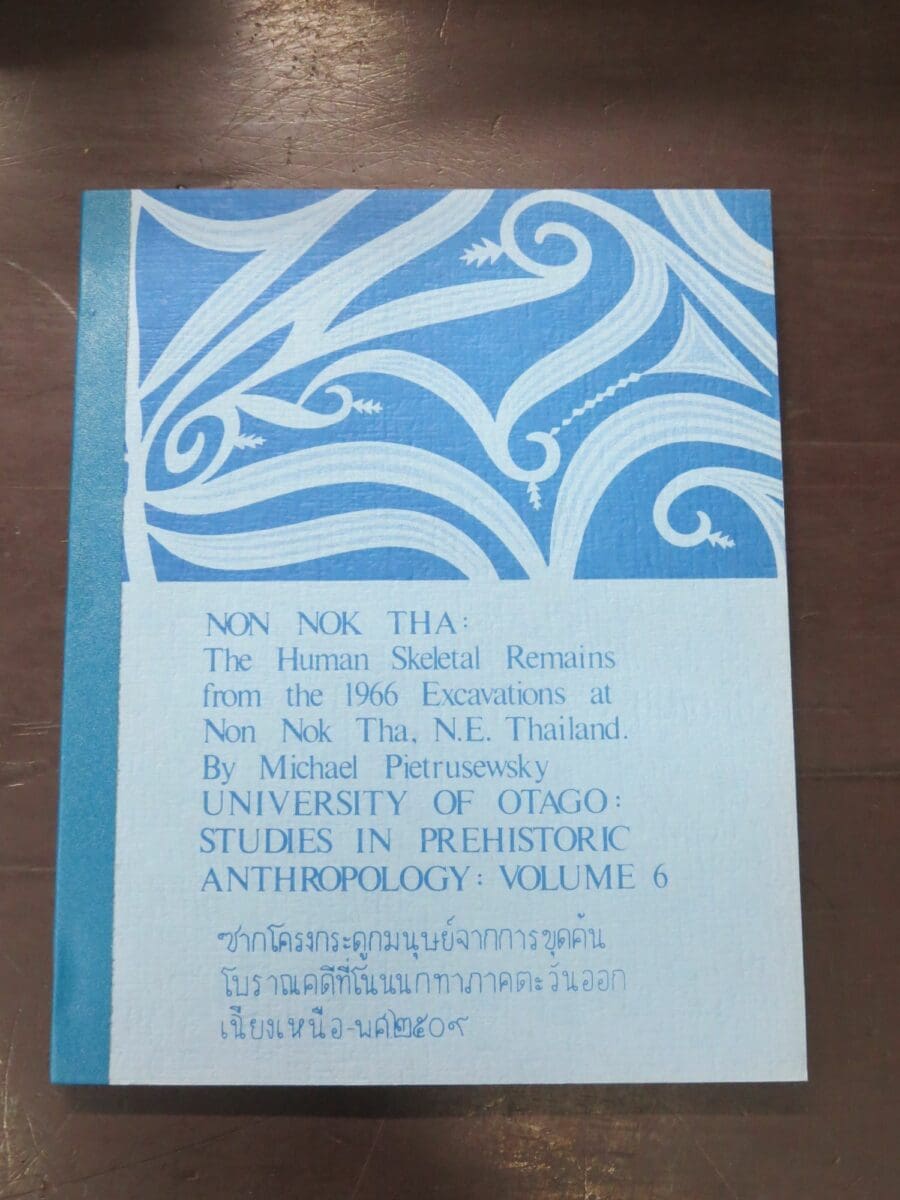 NON NOK THA:
The Human Skeletal Remains
from the 1966 Excavations at
Non Nok Tha, N.E. Thailand.
By Michael Pietrusewsky
UNIVERSITY OF OTAGO:
STUDIES IN PREHISTORIC
ANTHROPOLOGY: VOLUME 6
ซากโครงกระดูกมนุษย์จากการขุดค้น
โบราณคดีที่โนนนกทาภาคตะวันออก
เฉียงเหนือ-พศ๒๕๐๙